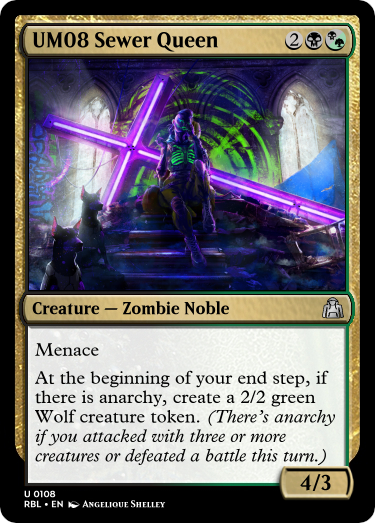 UM08 Sewer Queen 2
Creature — Zombie Noble
Menace
At the beginning of your end step, if
there is anarchy, create a 2/2 green
Wolf creature token. (There's anarchy
if you attacked with three or more
creatures or defeated a battle this turn.)
4/3
U 0108
RBL • EN Angelique Shelley